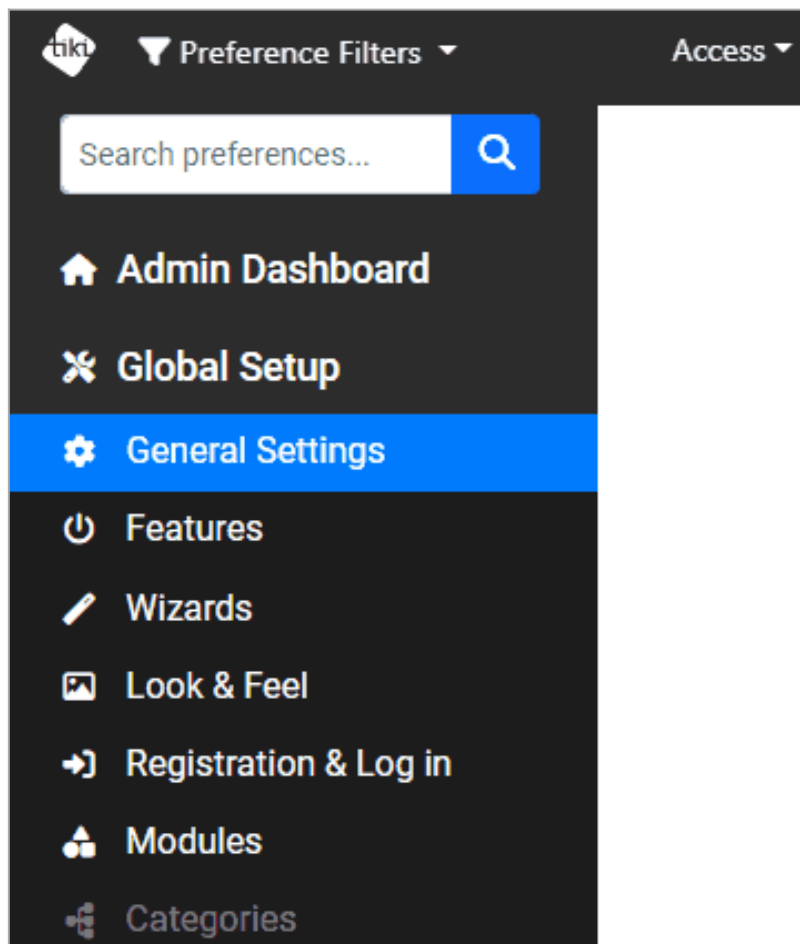 tiki Preference Filters Access
Search preferences...
Admin Dashboard
Global Setup
General Settings
Features
Wizards
Look & Feel
Registration & Log in
Modules
Categories